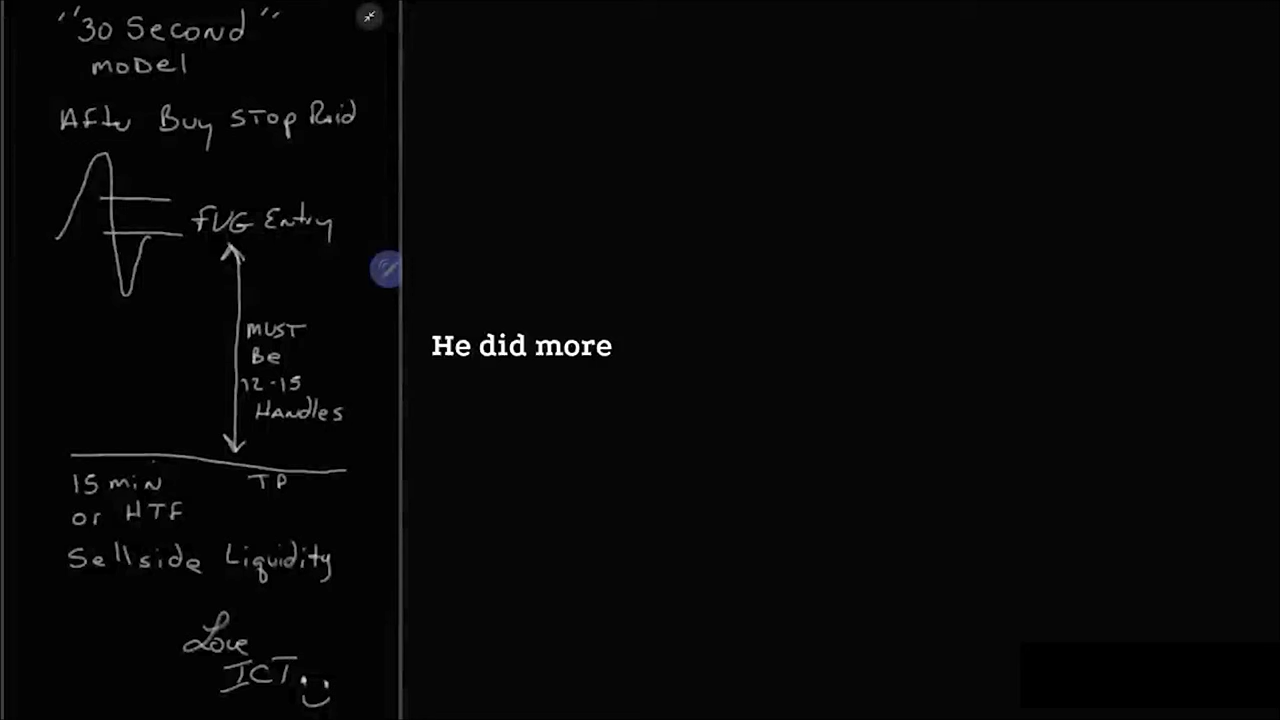 "30 Second"
moDel
After Buy STop Raid
FVG Entry
MUST
Be
12-15
HANDles
15 min
TP
or HTF
Sellside Liquidity
Love
ICT
He did more